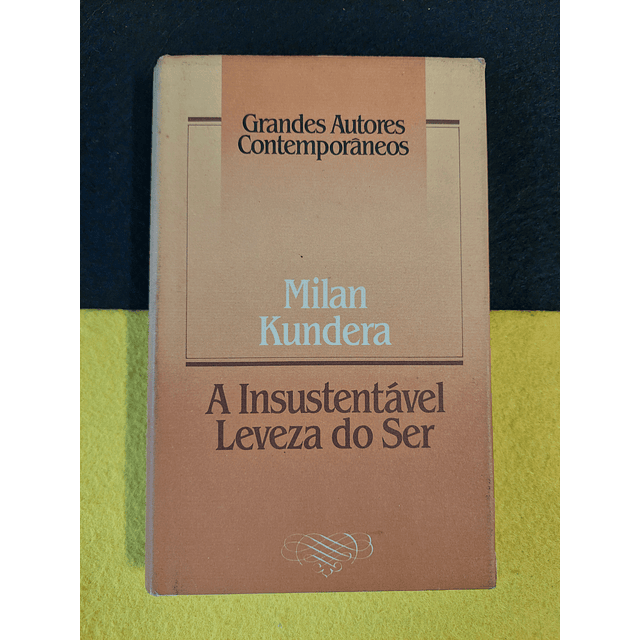 Grandes Autores
Contemporâneos
Milan
Kundera
A Insustentável
Leveza do Ser